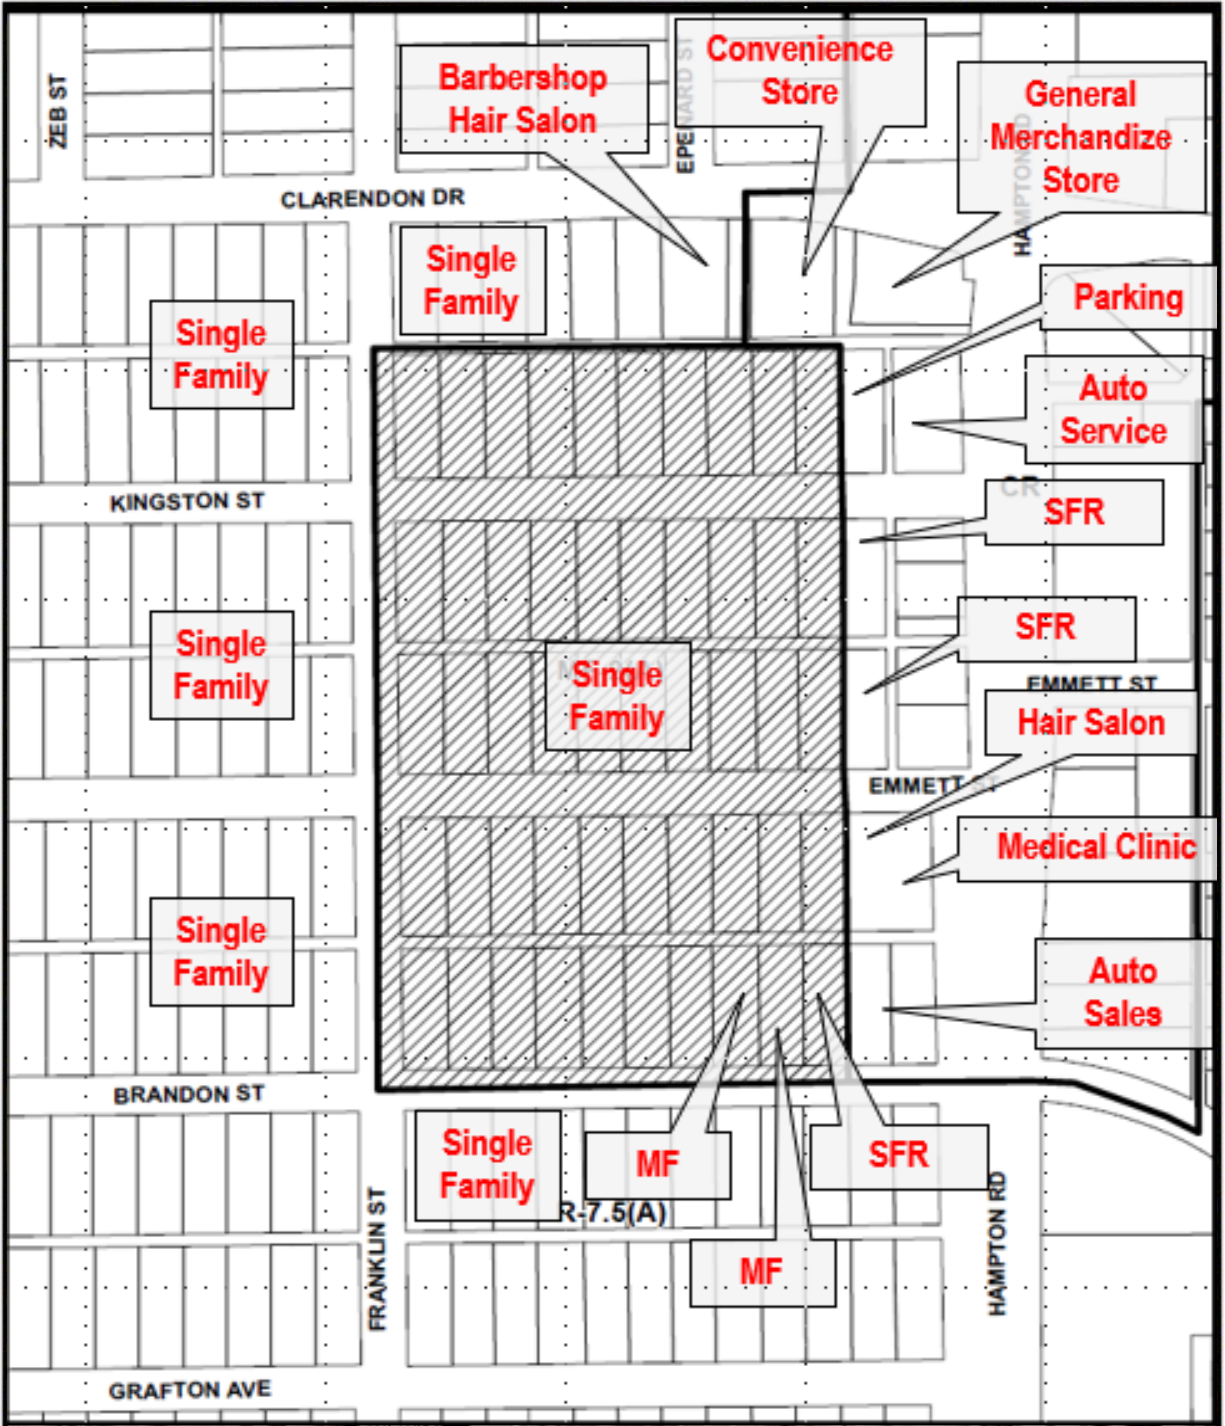 ZEB ST
Barbershop
Hair Salon
Convenience
Store
General
Merchandize
Store
CLARENDON DR
Single
Family
Single
Family
Parking
Auto
Service
CR
KINGSTON ST
SFR
SFR
Single
Family
Single
Family
EMMETT ST
Hair Salon
EMMETT ST
Medical Clinic
Single
Family
Auto
Sales
BRANDON ST
Single
Family
MF
SFR
R-7.5(A)
MF
FRANKLIN ST
HAMPTON RD
HAMPTON RD
GRAFTON AVE